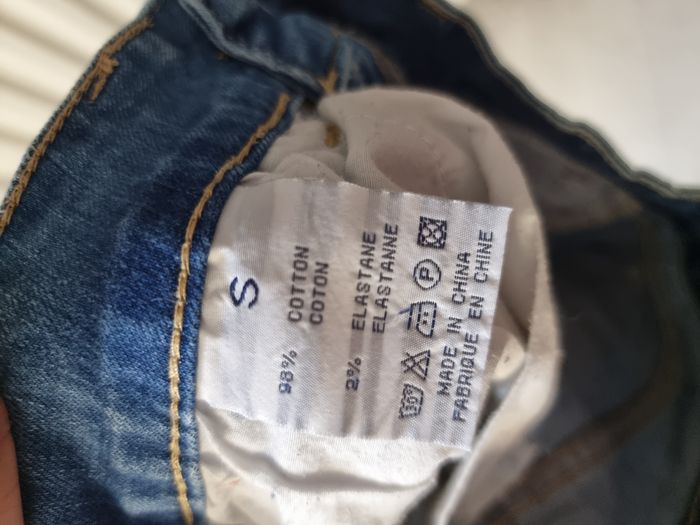 S
98% COTTON
COTON
2% ELASTANE
ELASTANNE
P
MADE IN CHINA
FABRIQUE EN CHINE